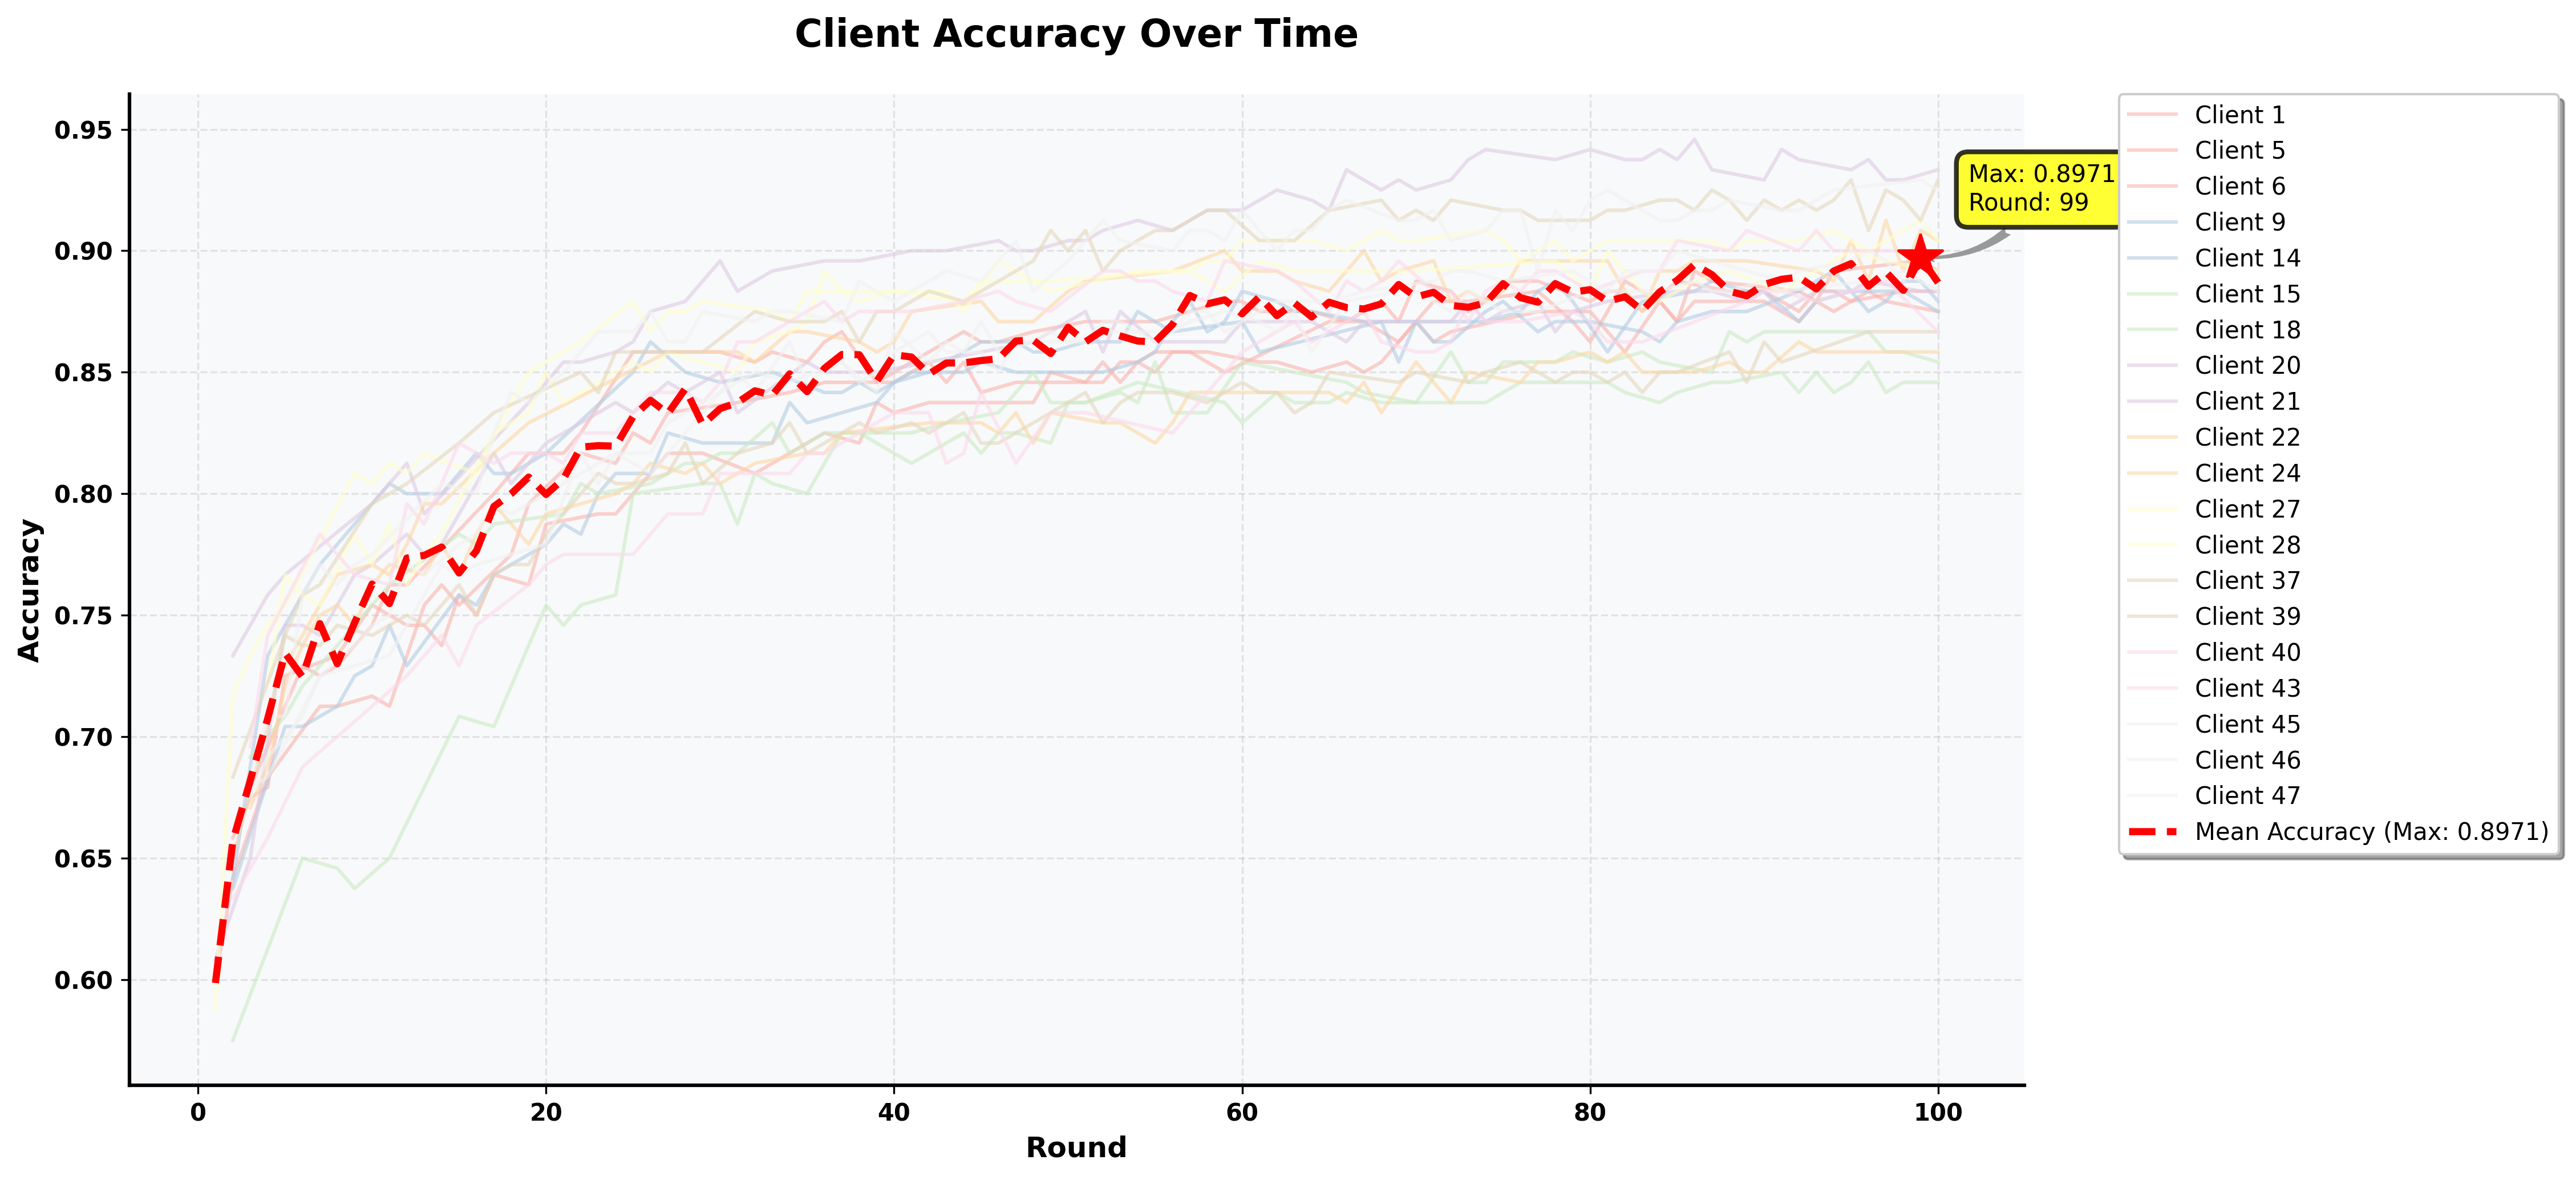 Client Accuracy Over Time
0.95
0.90
0.85
0.80
0.75
0.70
0.65
0.60
Accuracy
0
20
40
60
80
100
Round
Max: 0.8971
Round: 99
Client 1
Client 5
Client 6
Client 9
Client 14
Client 15
Client 18
Client 20
Client 21
Client 22
Client 24
Client 27
Client 28
Client 37
Client 39
Client 40
Client 43
Client 45
Client 46
Client 47
Mean Accuracy (Max: 0.8971)